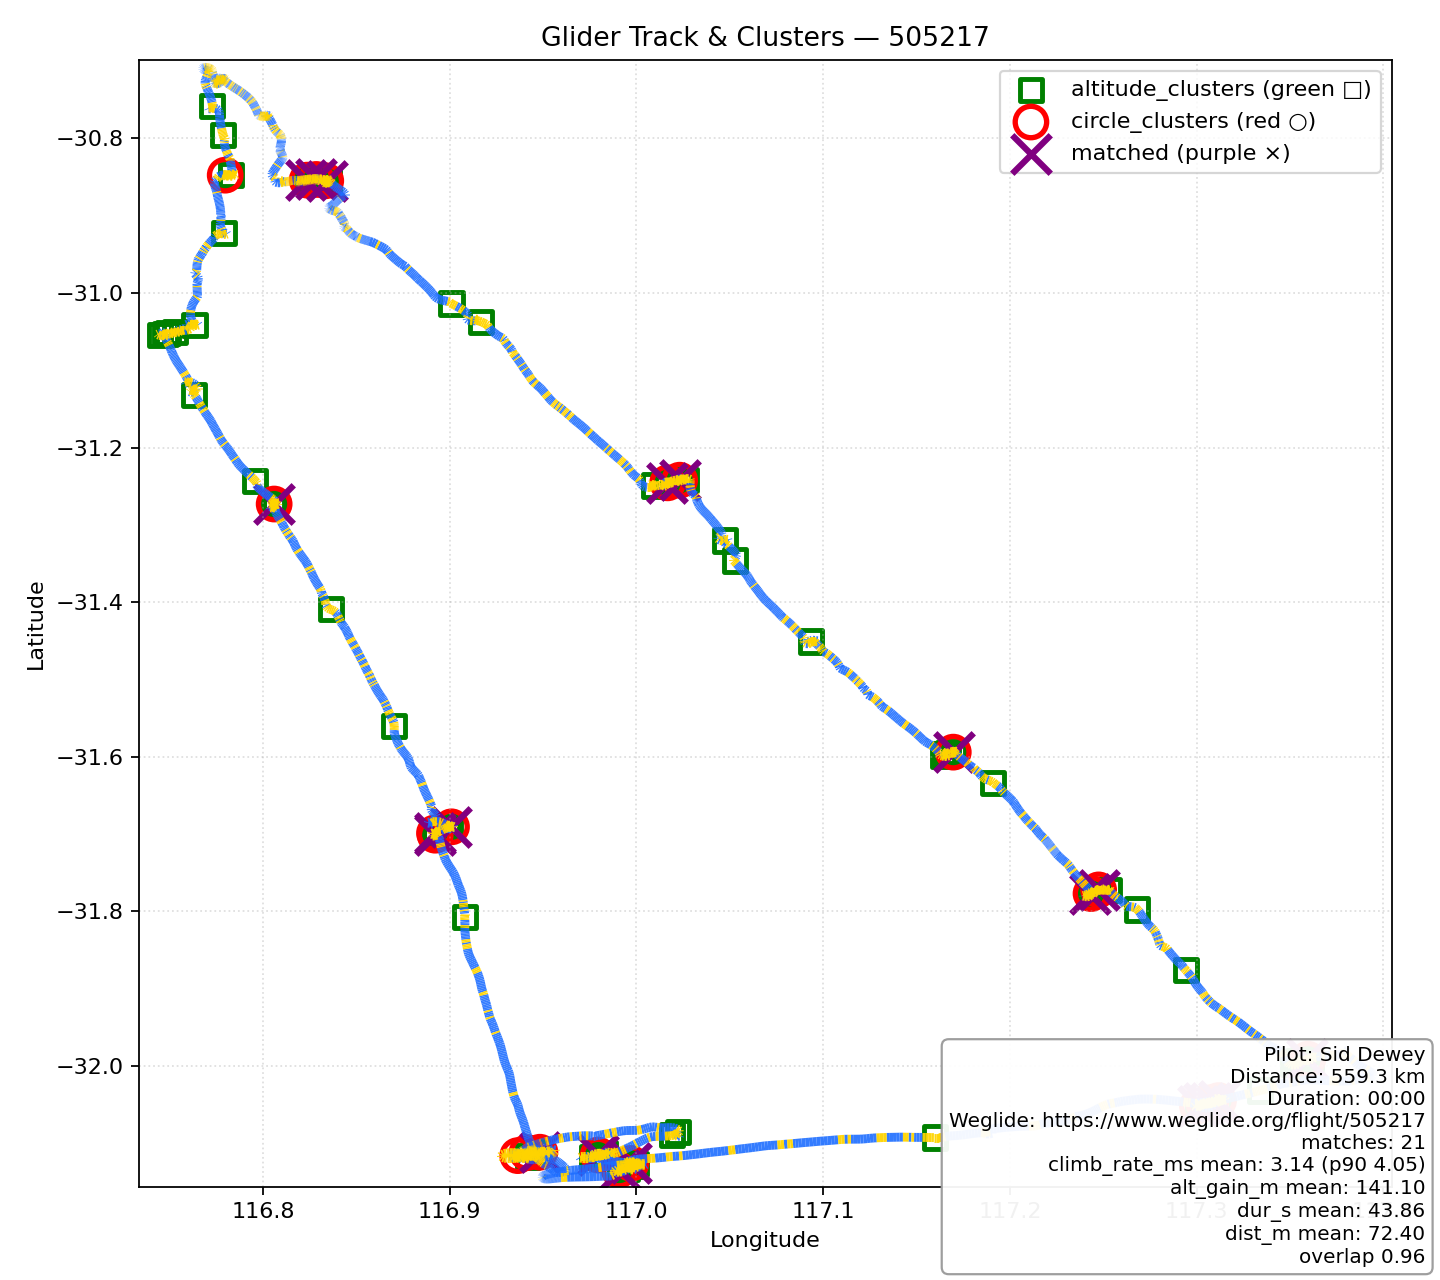 Glider Track & Clusters — 505217
altitude_clusters (green □)
circle_clusters (red ○)
matched (purple ×)
−30.8
−31.0
−31.2
−31.4
−31.6
−31.8
−32.0
Latitude
116.8
116.9
117.0
117.1
117.2
117.3
Longitude
Pilot: Sid Dewey
Distance: 559.3 km
Duration: 00:00
Weglide: https://www.weglide.org/flight/505217
matches: 21
climb_rate_ms mean: 3.14 (p90 4.05)
alt_gain_m mean: 141.10
dur_s mean: 43.86
dist_m mean: 72.40
overlap 0.96